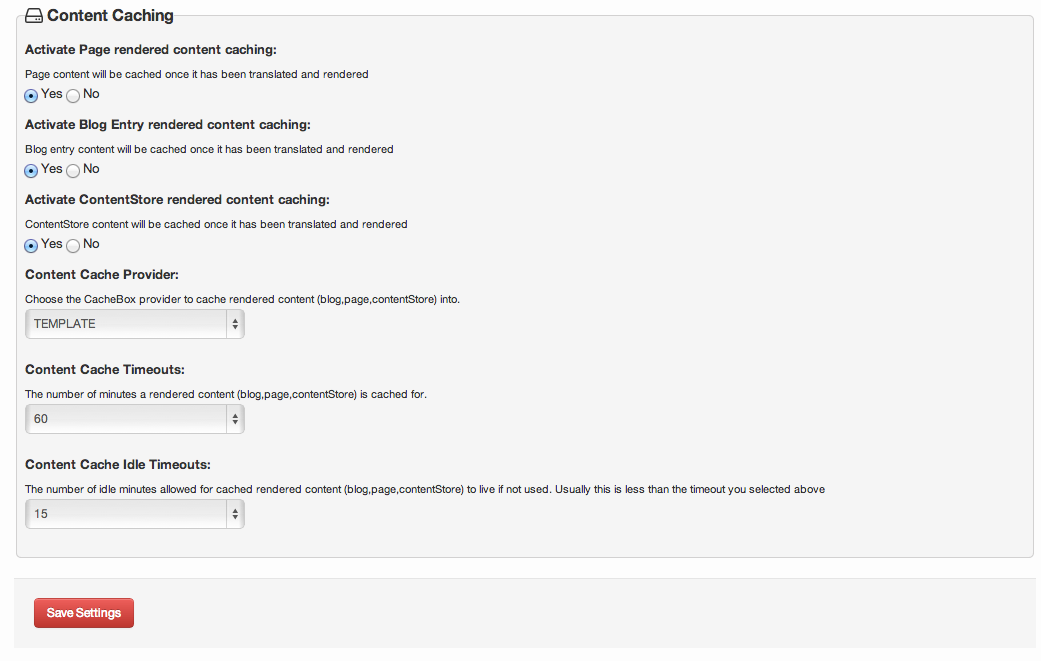 Content Caching
Activate Page rendered content caching:
Page content will be cached once it has been translated and rendered
Yes No
Activate Blog Entry rendered content caching:
Blog entry content will be cached once it has been translated and rendered
Yes No
Activate ContentStore rendered content caching:
ContentStore content will be cached once it has been translated and rendered
Yes No
Content Cache Provider:
Choose the CacheBox provider to cache rendered content (blog,page,contentStore) into.
TEMPLATE
Content Cache Timeouts:
The number of minutes a rendered content (blog,page,contentStore) is cached for.
60
Content Cache Idle Timeouts:
The number of idle minutes allowed for cached rendered content (blog,page,contentStore) to live if not used. Usually this is less than the timeout you selected above
15
Save Settings